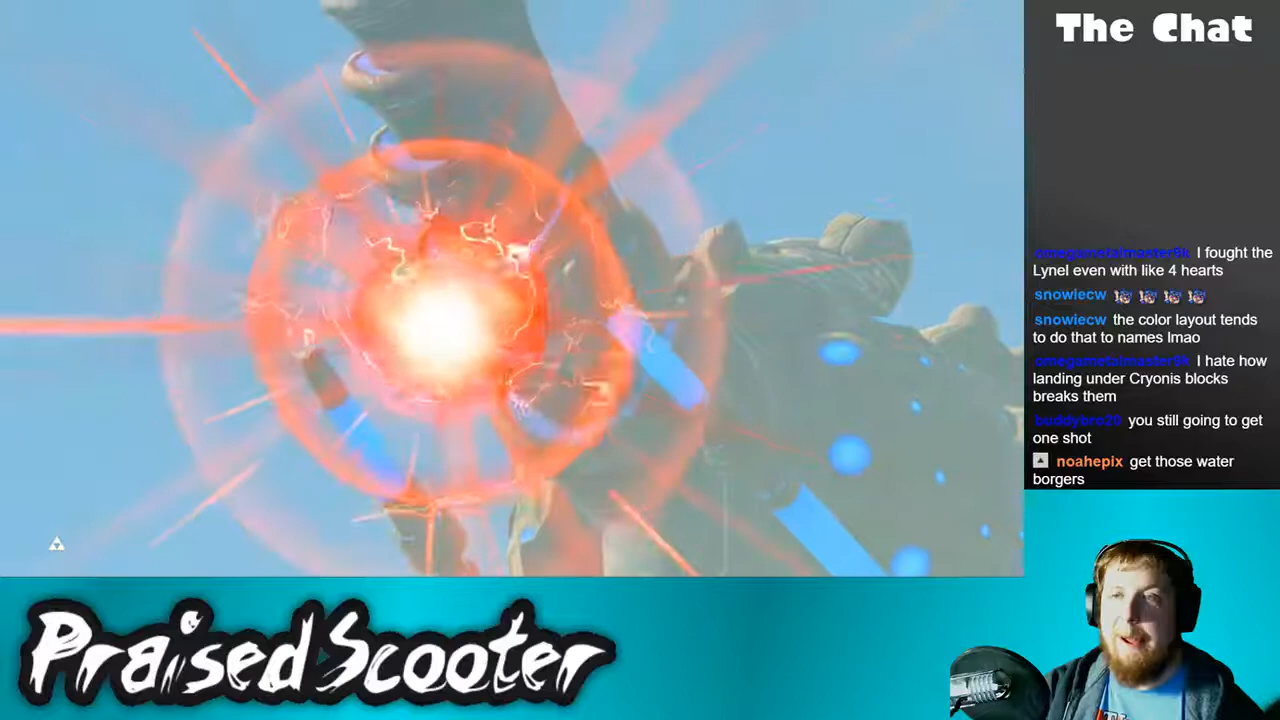 The Chat
omegametalmaster9k I fought the
Lynel even with like 4 hearts
snowiecw
snowiecw the color layout tends
to do that to names lmao
omegametalmaster9k I hate how
landing under Cryonis blocks
breaks them
buddybro20 you still going to get
one shot
noahepix get those water
borgers
PraisedScooter